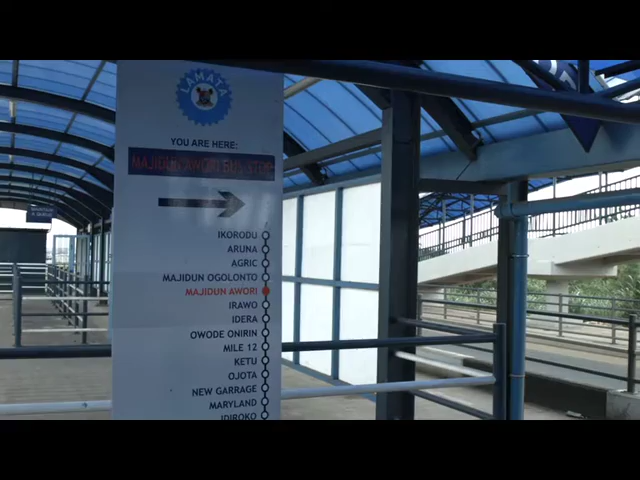 LAMATA
YOU ARE HERE:
MAJIDUN AWORI BUS STOP
IKORODU
ARUNA
AGRIC
MAJIDUN OGOLONTO
MAJIDUN AWORI
IRAWO
IDERA
OWODE ONIRIN
MILE 12
KETU
OJOTA
NEW GARRAGE
MARYLAND
IDIROKO